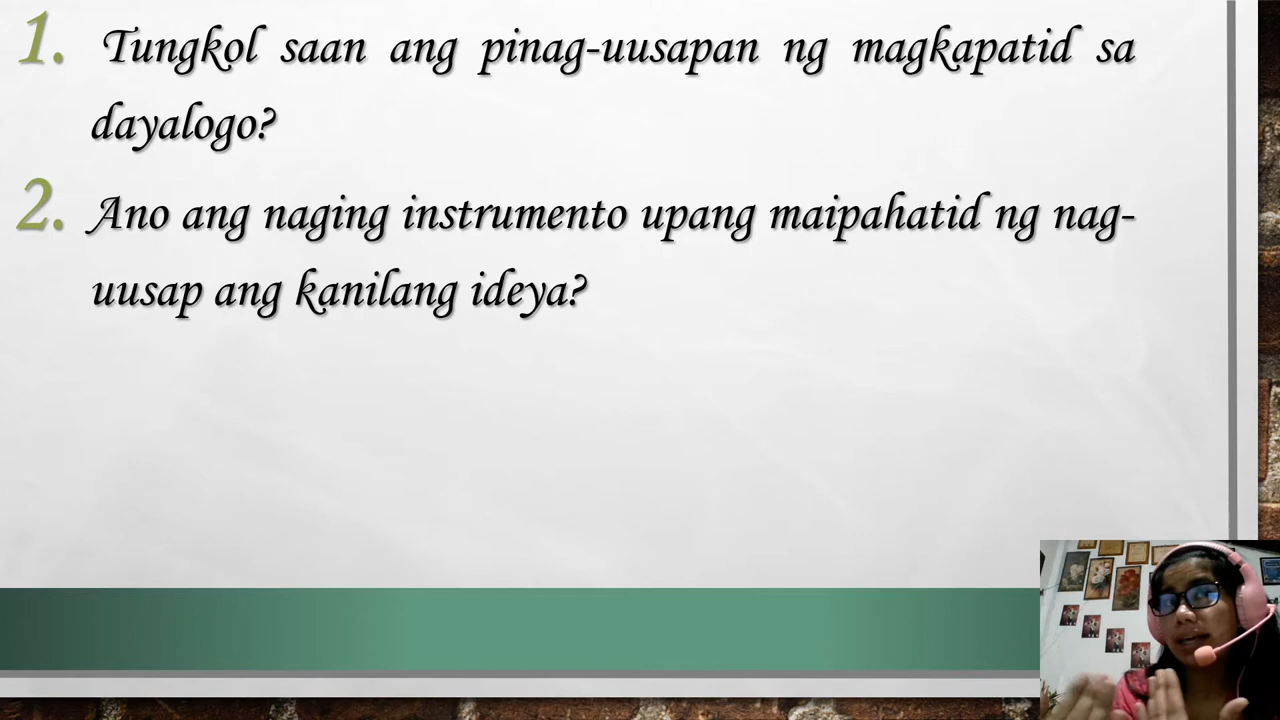 1. Tungkol saan ang pinag-uusapan ng magkapatid sa
dayalogo?
2. Ano ang naging instrumento upang maipahatid ng nag-
uusap ang kanilang ideya?